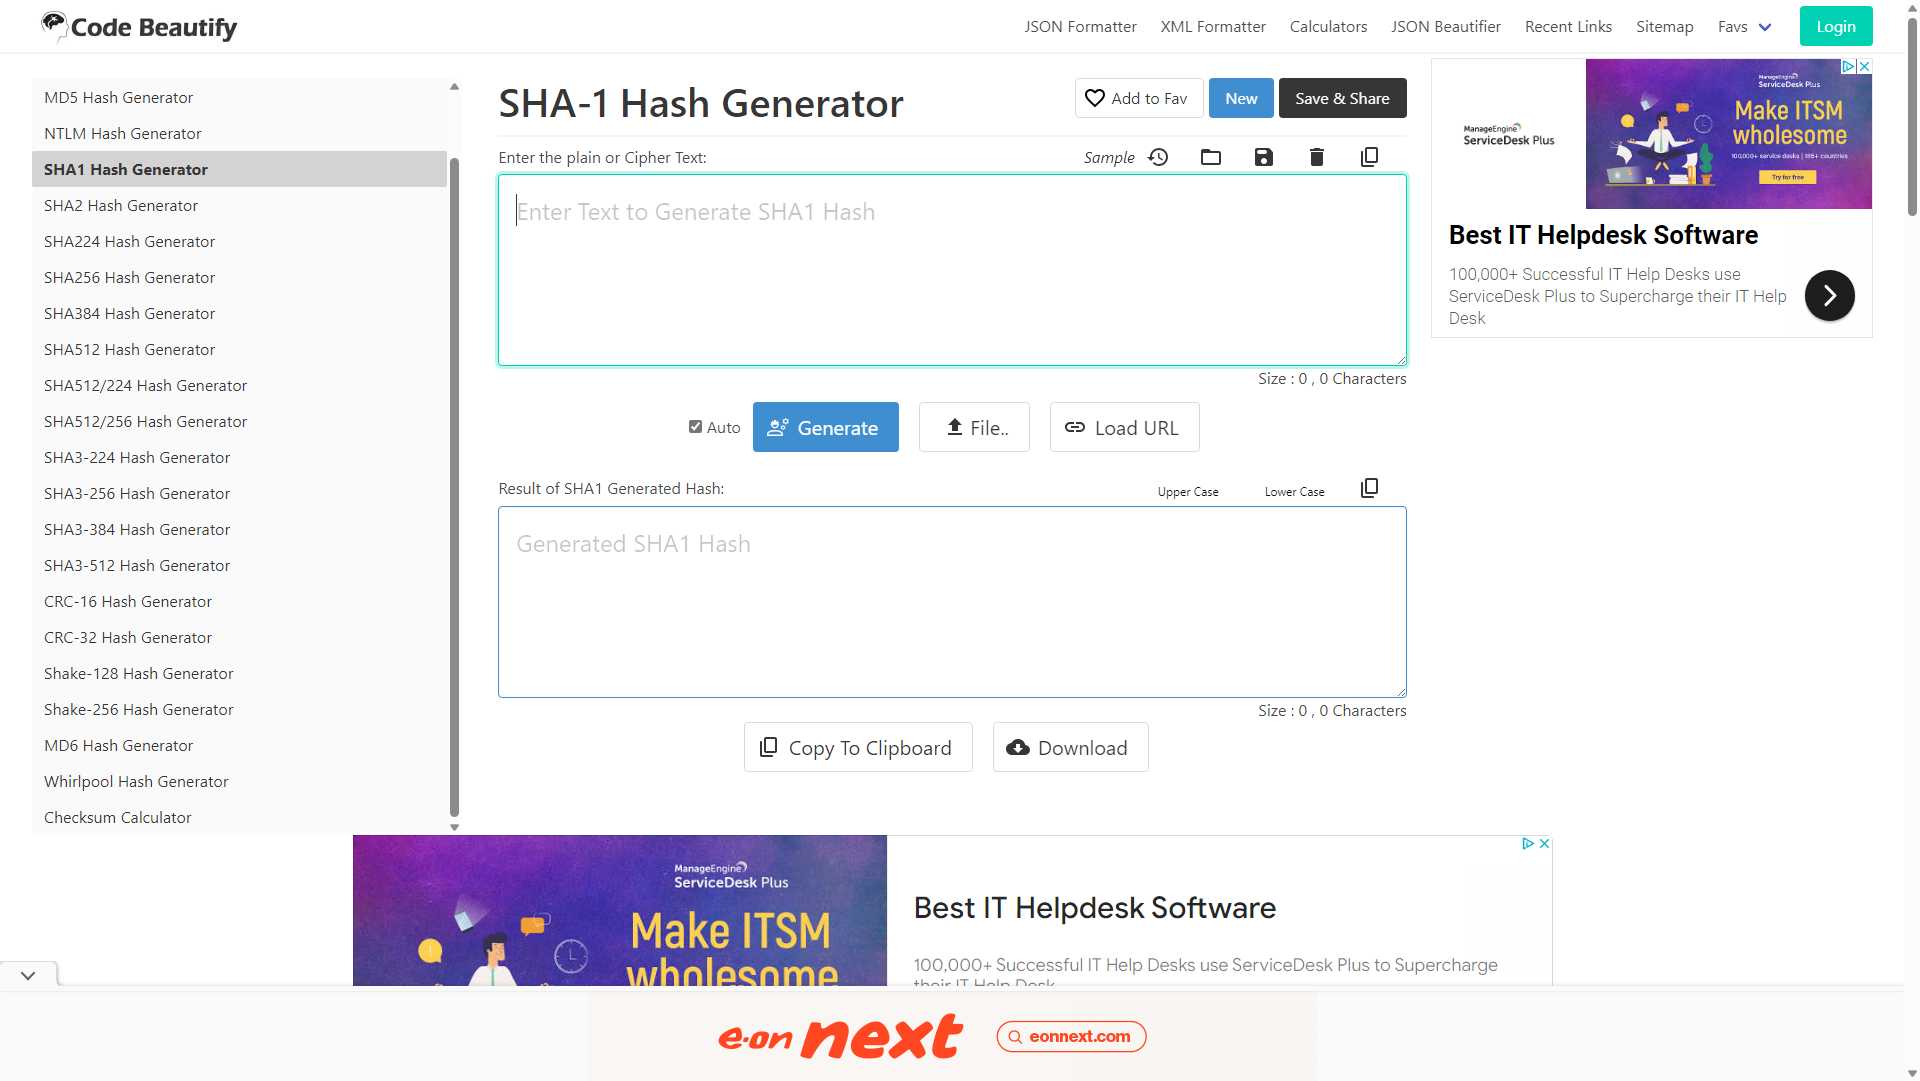 Code Beautify
JSON Formatter
XML Formatter
Calculators
JSON Beautifier
Recent Links
Sitemap
Favs
Login
MD5 Hash Generator
NTLM Hash Generator
SHA1 Hash Generator
SHA2 Hash Generator
SHA224 Hash Generator
SHA256 Hash Generator
SHA384 Hash Generator
SHA512 Hash Generator
SHA512/224 Hash Generator
SHA512/256 Hash Generator
SHA3-224 Hash Generator
SHA3-256 Hash Generator
SHA3-384 Hash Generator
SHA3-512 Hash Generator
CRC-16 Hash Generator
CRC-32 Hash Generator
Shake-128 Hash Generator
Shake-256 Hash Generator
MD6 Hash Generator
Whirlpool Hash Generator
Checksum Calculator
SHA-1 Hash Generator
Add to Fav
New
Save & Share
Enter the plain or Cipher Text:
Sample
Enter Text to Generate SHA1 Hash
Size : 0 , 0 Characters
Auto
Generate
File..
Load URL
Result of SHA1 Generated Hash:
Upper Case
Lower Case
Generated SHA1 Hash
Size : 0 , 0 Characters
Copy To Clipboard
Download
ManageEngine
ServiceDesk Plus
ManageEngine
ServiceDesk Plus
Make ITSM
wholesome
100,000+ service desks | 185+ countries
Try for free
Best IT Helpdesk Software
100,000+ Successful IT Help Desks use
ServiceDesk Plus to Supercharge their IT Help
Desk
ManageEngine
ServiceDesk Plus
Make ITSM
wholesome
Best IT Helpdesk Software
100,000+ Successful IT Help Desks use ServiceDesk Plus to Supercharge
their IT Help Desk
e·on next
eonnext.com